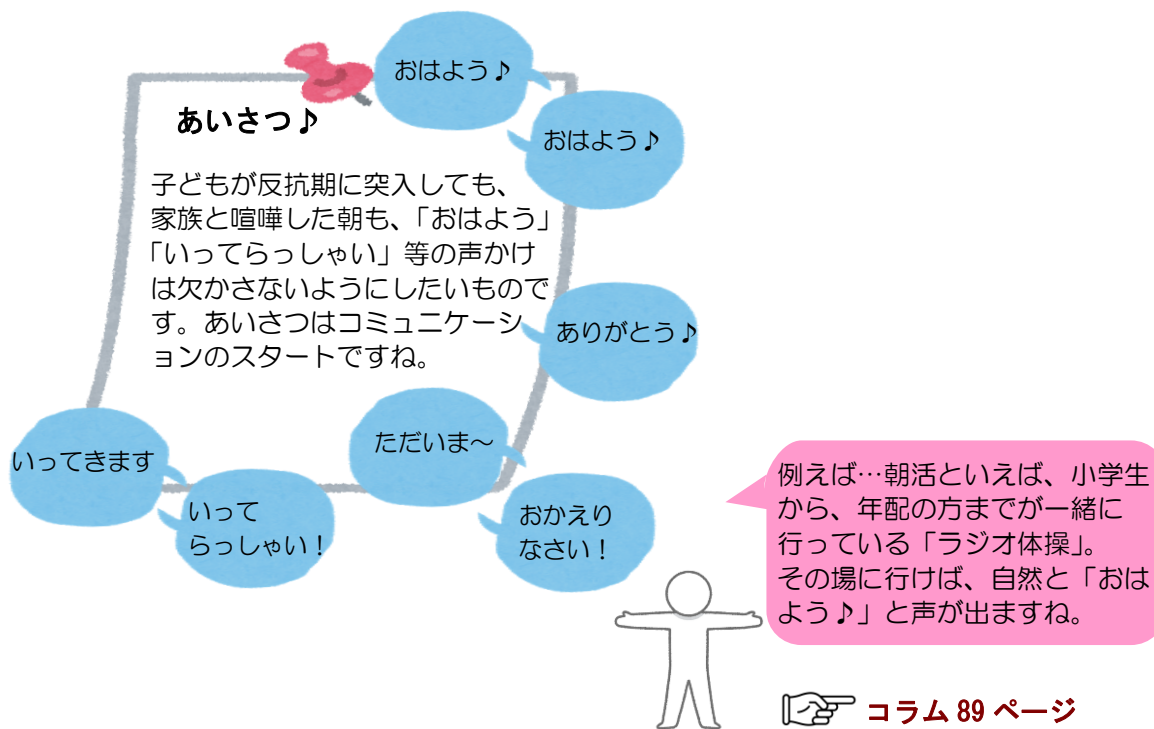 おはよう♪
おはよう♪
あいさつ♪
子どもが反抗期に突入しても、
家族と喧嘩した朝も、「おはよう」
「いってらっしゃい」等の声かけ
は欠かさないようにしたいもので
す。あいさつはコミュニケーシ
ョンのスタートですね。
ありがとう♪
いってきます
いって
らっしゃい！
ただいま～
おかえり
なさい！
例えば…朝活といえば、小学生
から、年配の方までが一緒に
行っている「ラジオ体操」。
その場に行けば、自然と「おは
よう♪」と声が出ますね。
コラム 89 ページ